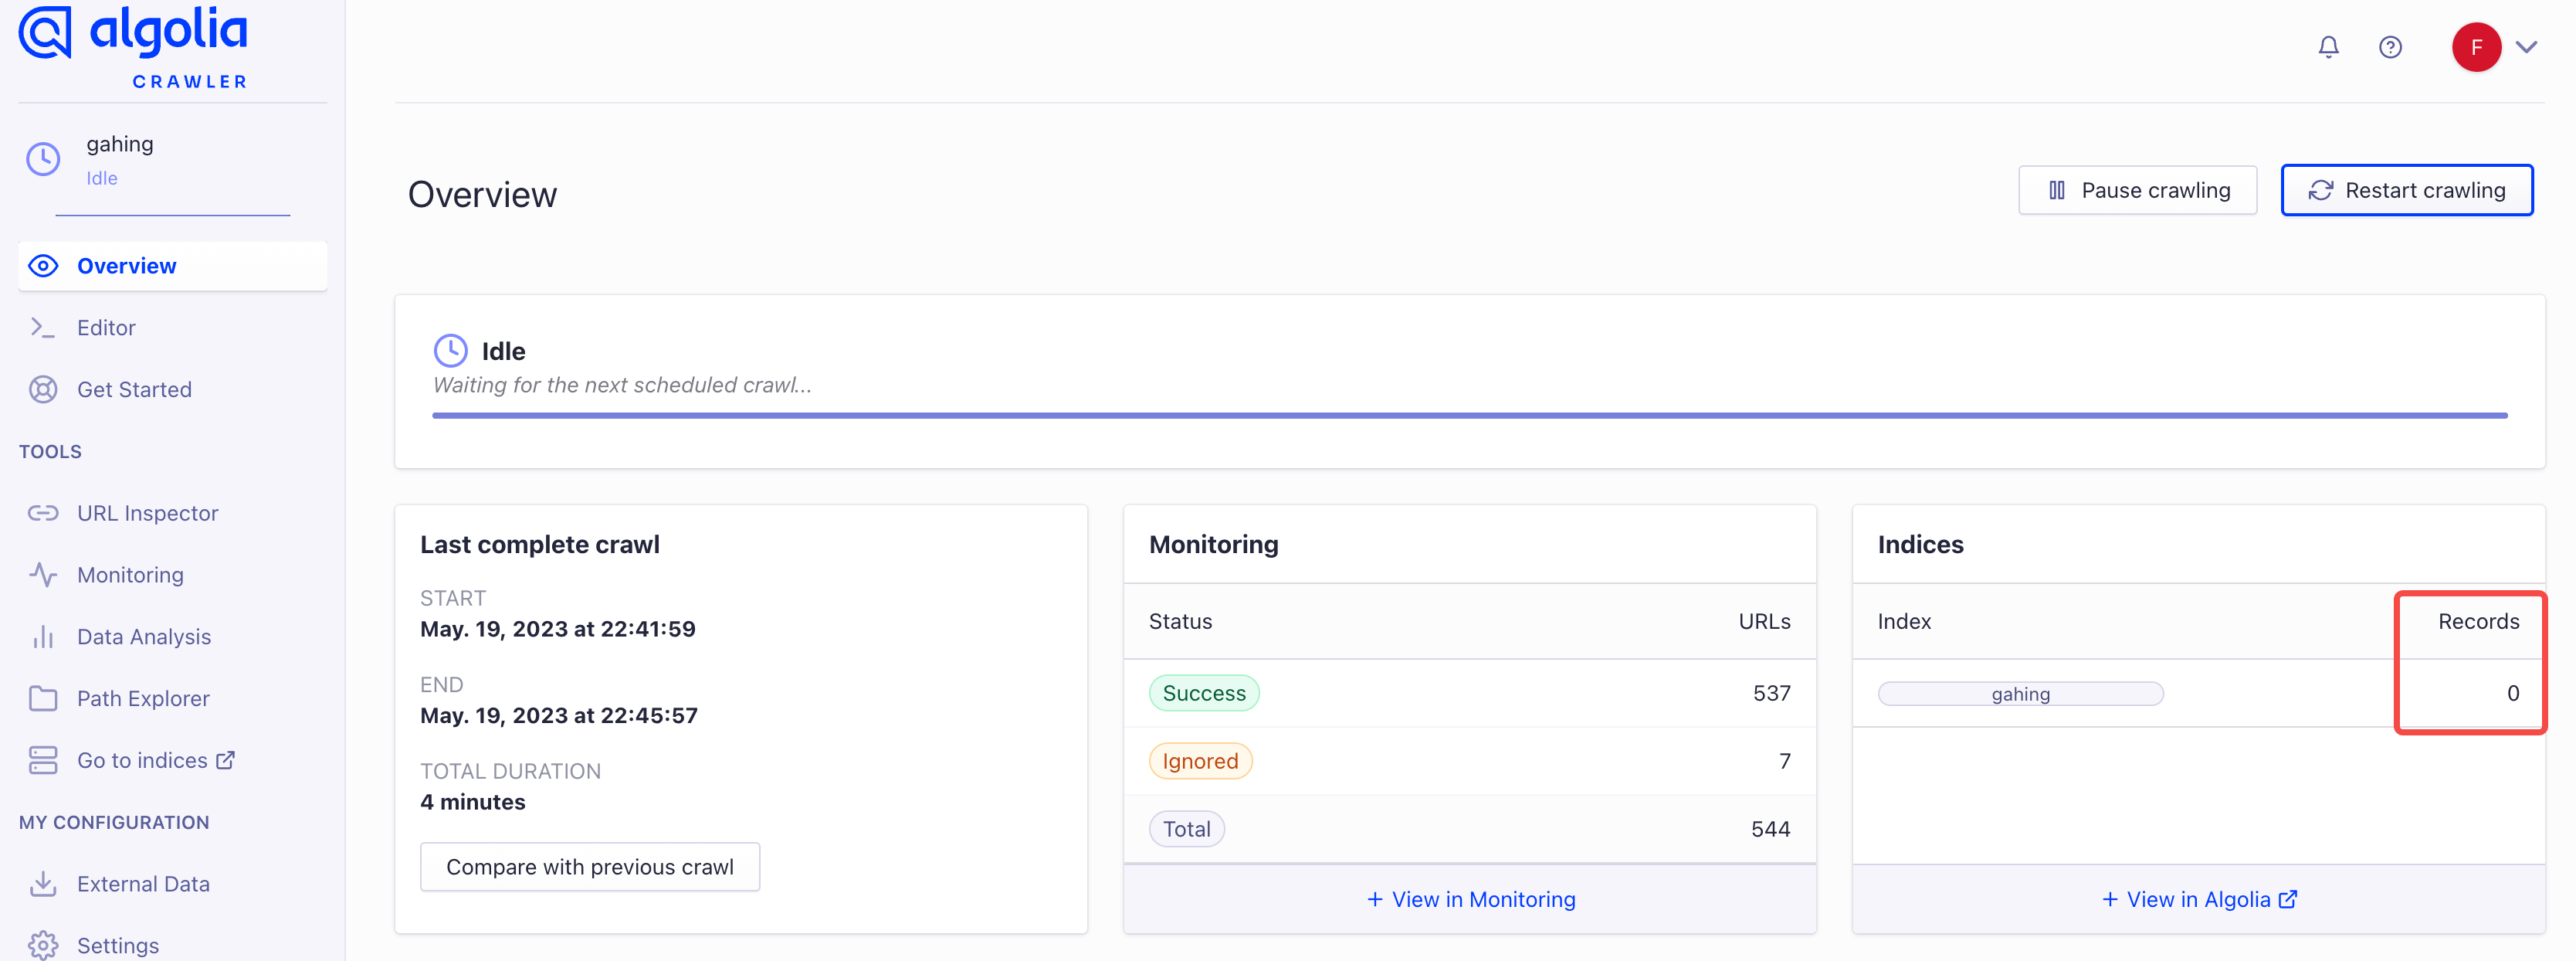 algolia
CRAWLER
gahing
Idle
Overview
Editor
Get Started
TOOLS
URL Inspector
Monitoring
Data Analysis
Path Explorer
Go to indices
MY CONFIGURATION
External Data
Settings
F
Overview
Pause crawling
Restart crawling
Idle
Waiting for the next scheduled crawl...
Last complete crawl
START
May. 19, 2023 at 22:41:59
END
May. 19, 2023 at 22:45:57
TOTAL DURATION
4 minutes
Compare with previous crawl
Monitoring
Status URLs
Success 537
Ignored 7
Total 544
+ View in Monitoring
Indices
Index Records
gahing 0
+ View in Algolia